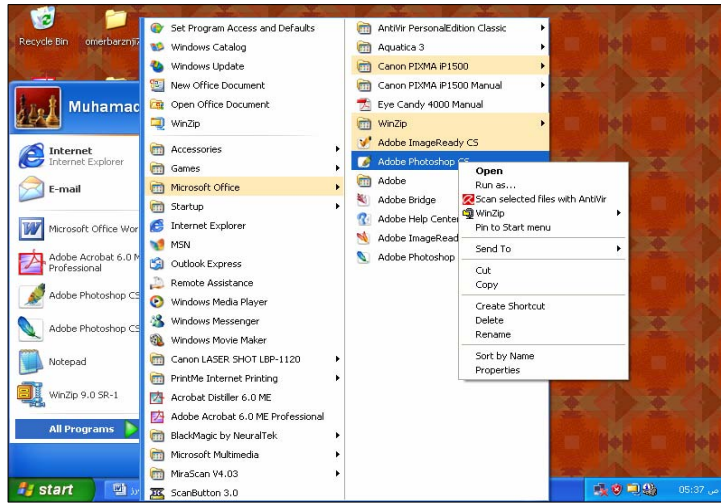 Recycle Bin
Muhamad
Internet
Internet Explorer
E-mail
Microsoft Office Wor
Adobe Acrobat 6.0 M
Professional
Adobe Photoshop CS
Adobe Photoshop CS
Notepad
WinZip 9.0 SR-1
All Programs
start
Set Program Access and Defaults
Windows Catalog
Windows Update
New Office Document
Open Office Document
WinZip
Accessories
Games
Microsoft Office
Startup
Internet Explorer
MSN
Outlook Express
Remote Assistance
Windows Media Player
Windows Messenger
Windows Movie Maker
Canon LASER SHOT LBP-1120
PrintMe Internet Printing
Acrobat Distiller 6.0 ME
Adobe Acrobat 6.0 ME Professional
BlackMagic by NeuralTek
Microsoft Multimedia
MiraScan V4.03
ScanButton 3.0
AntiVir PersonalEdition Classic
Aquatica 3
Canon PIXMA iP1500
Canon PIXMA iP1500 Manual
Eye Candy 4000 Manual
WinZip
Adobe ImageReady CS
Adobe Photoshop CS
Adobe
Adobe Bridge
Adobe Help Center
Adobe ImageRead
Adobe Photoshop
Open
Run as...
Scan selected files with AntiVir
WinZip
Pin to Start menu
Send To
Cut
Copy
Create Shortcut
Delete
Rename
Sort by Name
Properties
05:37 ص